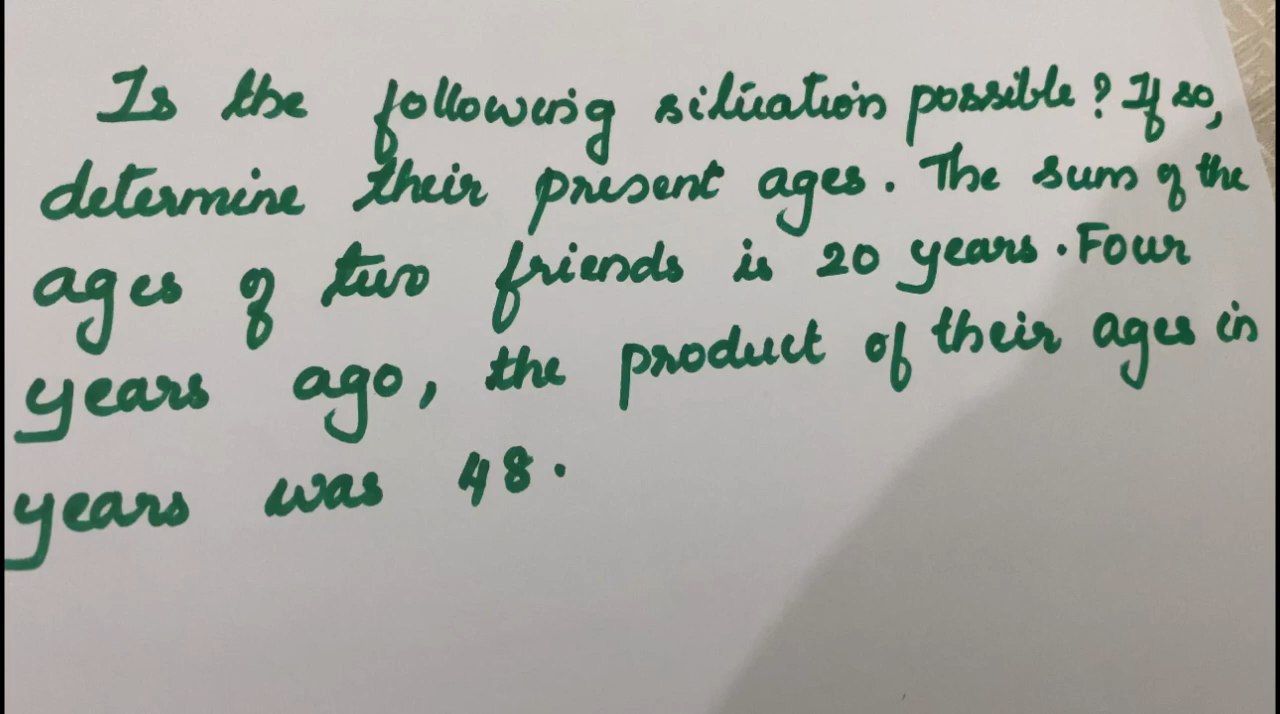 Is the following situation possible? If so,
determine their present ages. The sum of the
ages of two friends is 20 years. Four
years ago, the product of their ages in
years was 48.